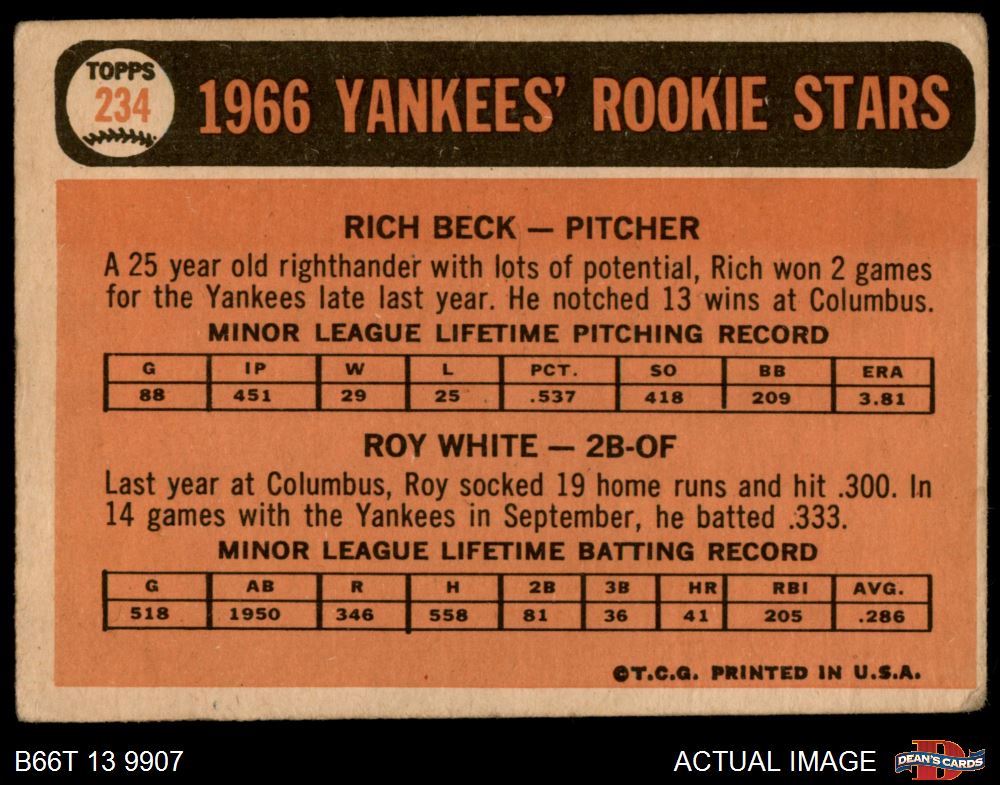 TOPPS
234
1966 YANKEES' ROOKIE STARS
RICH BECK — PITCHER
A 25 year old righthander with lots of potential, Rich won 2 games
for the Yankees late last year. He notched 13 wins at Columbus.
MINOR LEAGUE LIFETIME PITCHING RECORD
G IP W L PCT. SO BB ERA
88 451 29 25 .537 418 209 3.81
ROY WHITE — 2B-OF
Last year at Columbus, Roy socked 19 home runs and hit .300. In
14 games with the Yankees in September, he batted .333.
MINOR LEAGUE LIFETIME BATTING RECORD
G AB R H 2B 3B HR RBI AVG.
518 1950 346 558 81 36 41 205 .286
©T.C.G. PRINTED IN U.S.A.
B66T 13 9907
ACTUAL IMAGE
DEAN'S CARDS